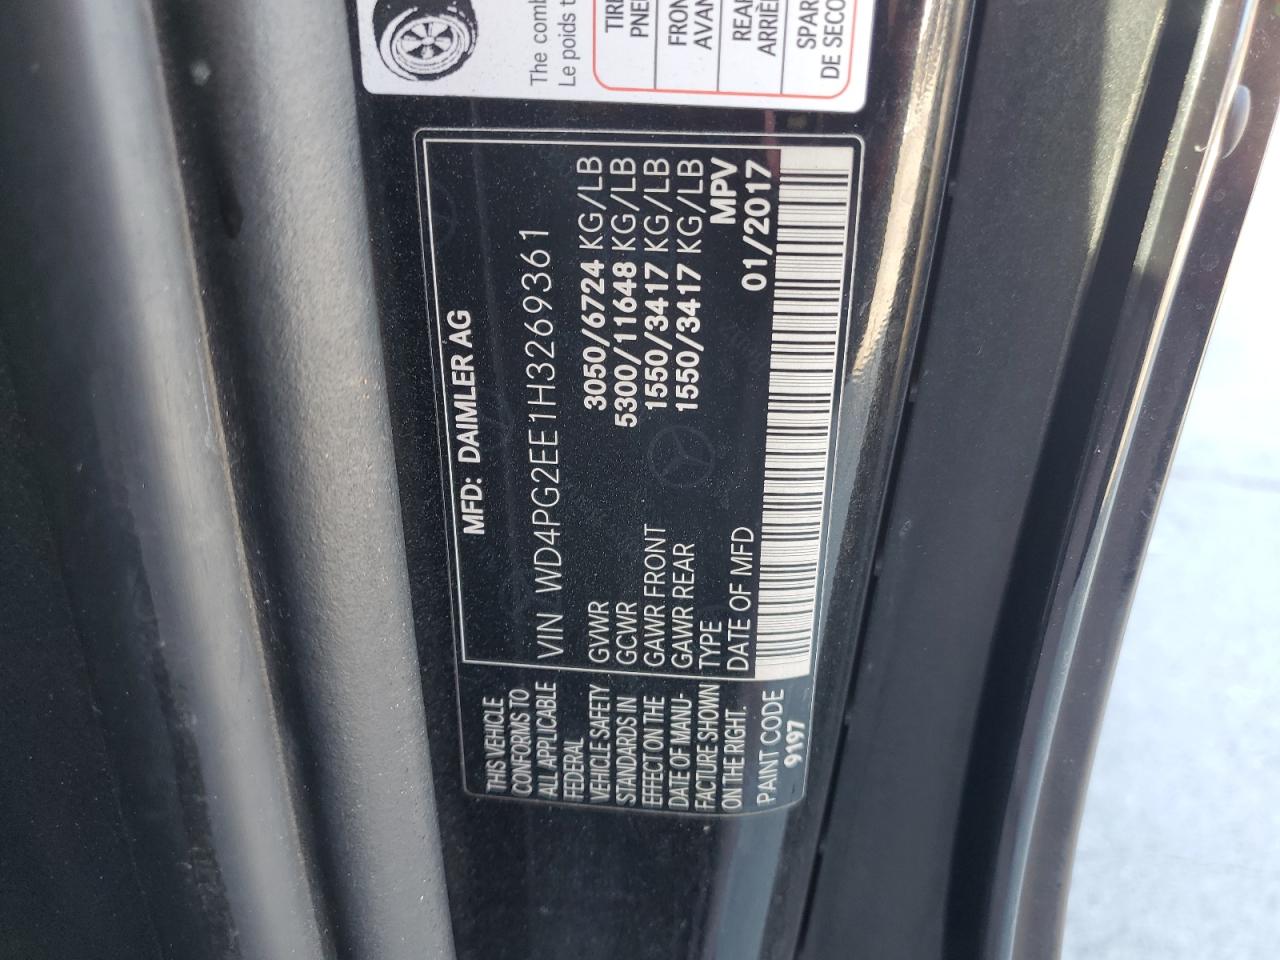 The comb
Le poids t
TIRE
PNE
FRON
AVAN
REAR
ARRIÈR
SPAR
DE SECO
MFD: DAIMLER AG
VIN WD4PG2EE1H3269361
GVWR 3050/6724 KG/LB
GCWR 5300/11648 KG/LB
GAWR FRONT 1550/3417 KG/LB
GAWR REAR 1550/3417 KG/LB
TYPE MPV
DATE OF MFD 01/2017
THIS VEHICLE
CONFORMS TO
ALL APPLICABLE
FEDERAL
VEHICLE SAFETY
STANDARDS IN
EFFECT ON THE
DATE OF MANU-
FACTURE SHOWN
ON THE RIGHT.
PAINT CODE
9197